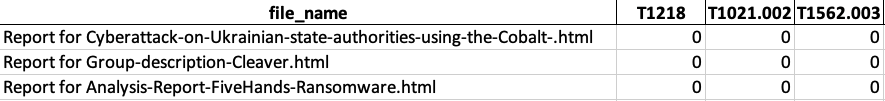 file_name T1218 T1021.002 T1562.003
Report for Cyberattack-on-Ukrainian-state-authorities-using-the-Cobalt-.html 0 0 0
Report for Group-description-Cleaver.html 0 0 0
Report for Analysis-Report-FiveHands-Ransomware.html 0 0 0